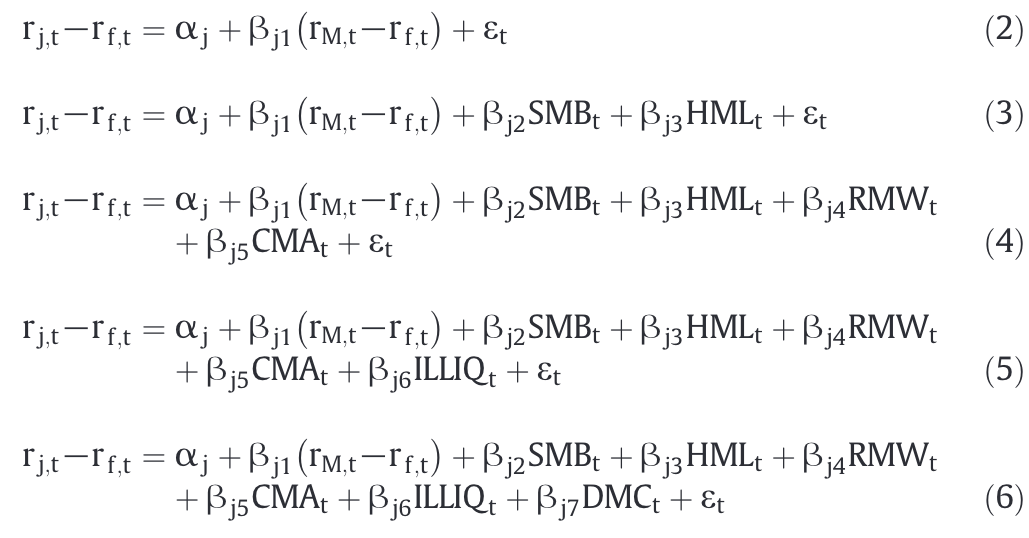 r_{j,t}−r_{f,t} = α_j + β_{j1}(r_{M,t}−r_{f,t}) + ε_t (2)
r_{j,t}−r_{f,t} = α_j + β_{j1}(r_{M,t}−r_{f,t}) + β_{j2}SMB_t + β_{j3}HML_t + ε_t (3)
r_{j,t}−r_{f,t} = α_j + β_{j1}(r_{M,t}−r_{f,t}) + β_{j2}SMB_t + β_{j3}HML_t + β_{j4}RMW_t
+ β_{j5}CMA_t + ε_t (4)
r_{j,t}−r_{f,t} = α_j + β_{j1}(r_{M,t}−r_{f,t}) + β_{j2}SMB_t + β_{j3}HML_t + β_{j4}RMW_t
+ β_{j5}CMA_t + β_{j6}ILLIQ_t + ε_t (5)
r_{j,t}−r_{f,t} = α_j + β_{j1}(r_{M,t}−r_{f,t}) + β_{j2}SMB_t + β_{j3}HML_t + β_{j4}RMW_t
+ β_{j5}CMA_t + β_{j6}ILLIQ_t + β_{j7}DMC_t + ε_t (6)